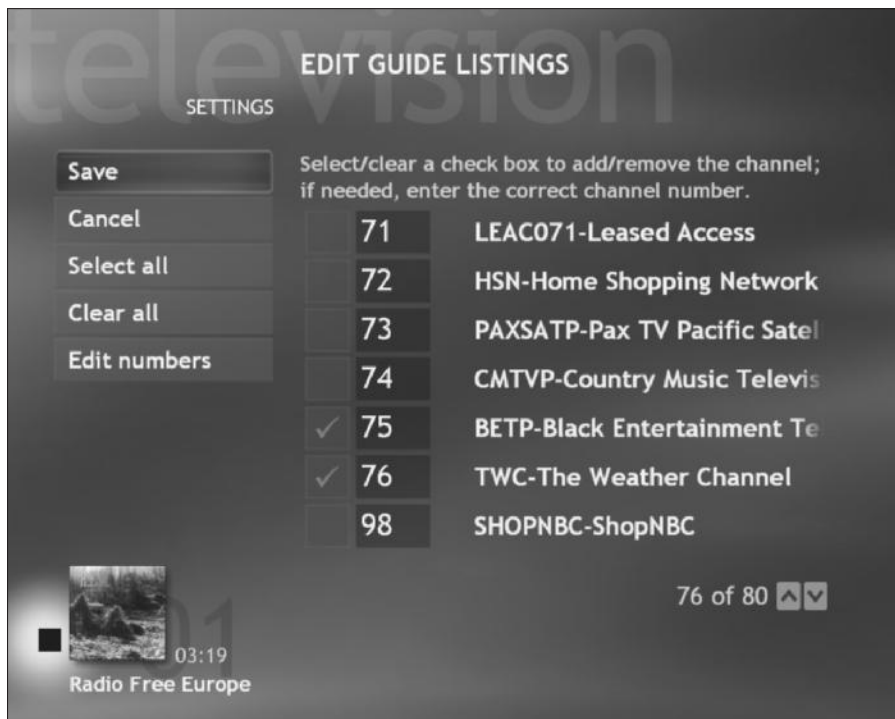 television
EDIT GUIDE LISTINGS
SETTINGS
Save
Cancel
Select all
Clear all
Edit numbers
Select/clear a check box to add/remove the channel;
if needed, enter the correct channel number.
71 LEAC071-Leased Access
72 HSN-Home Shopping Network
73 PAXSATP-Pax TV Pacific Satel
74 CMTVP-Country Music Televis
75 BETP-Black Entertainment Te
76 TWC-The Weather Channel
98 SHOPNBC-ShopNBC
76 of 80
01
03:19
Radio Free Europe